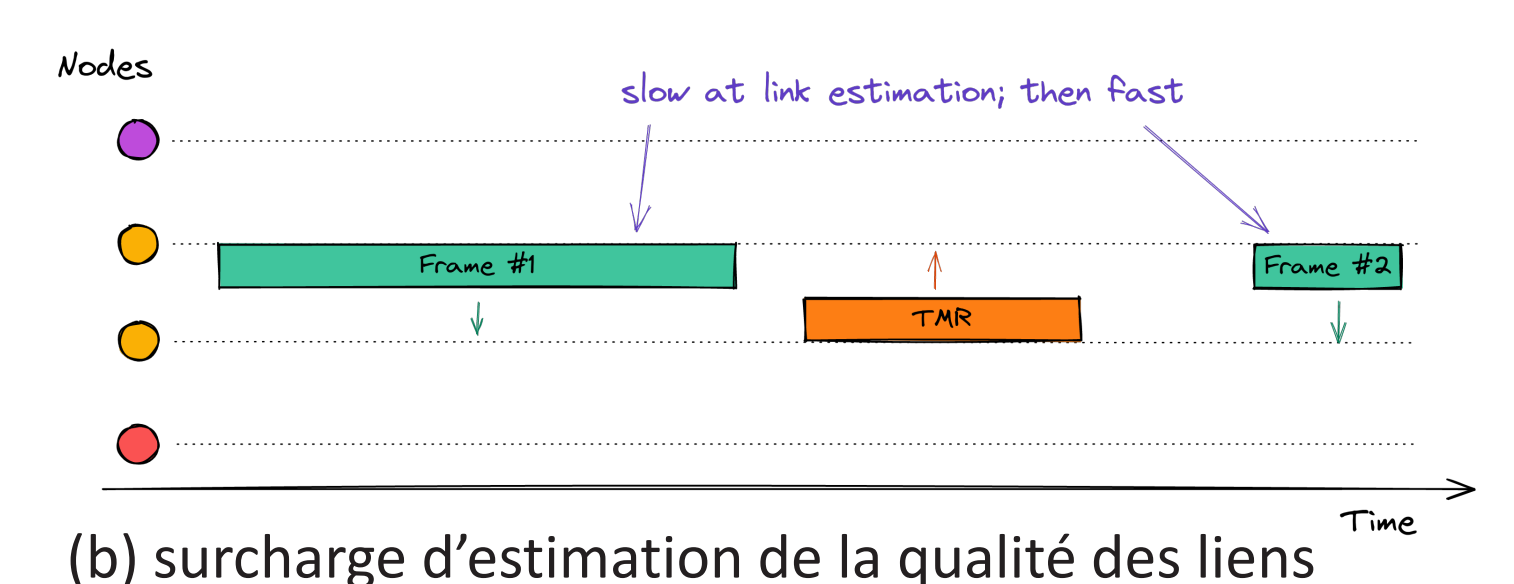 Nodes
slow at link estimation; then fast
Frame #1
Frame #2
TMR
Time
(b) surcharge d’estimation de la qualité des liens